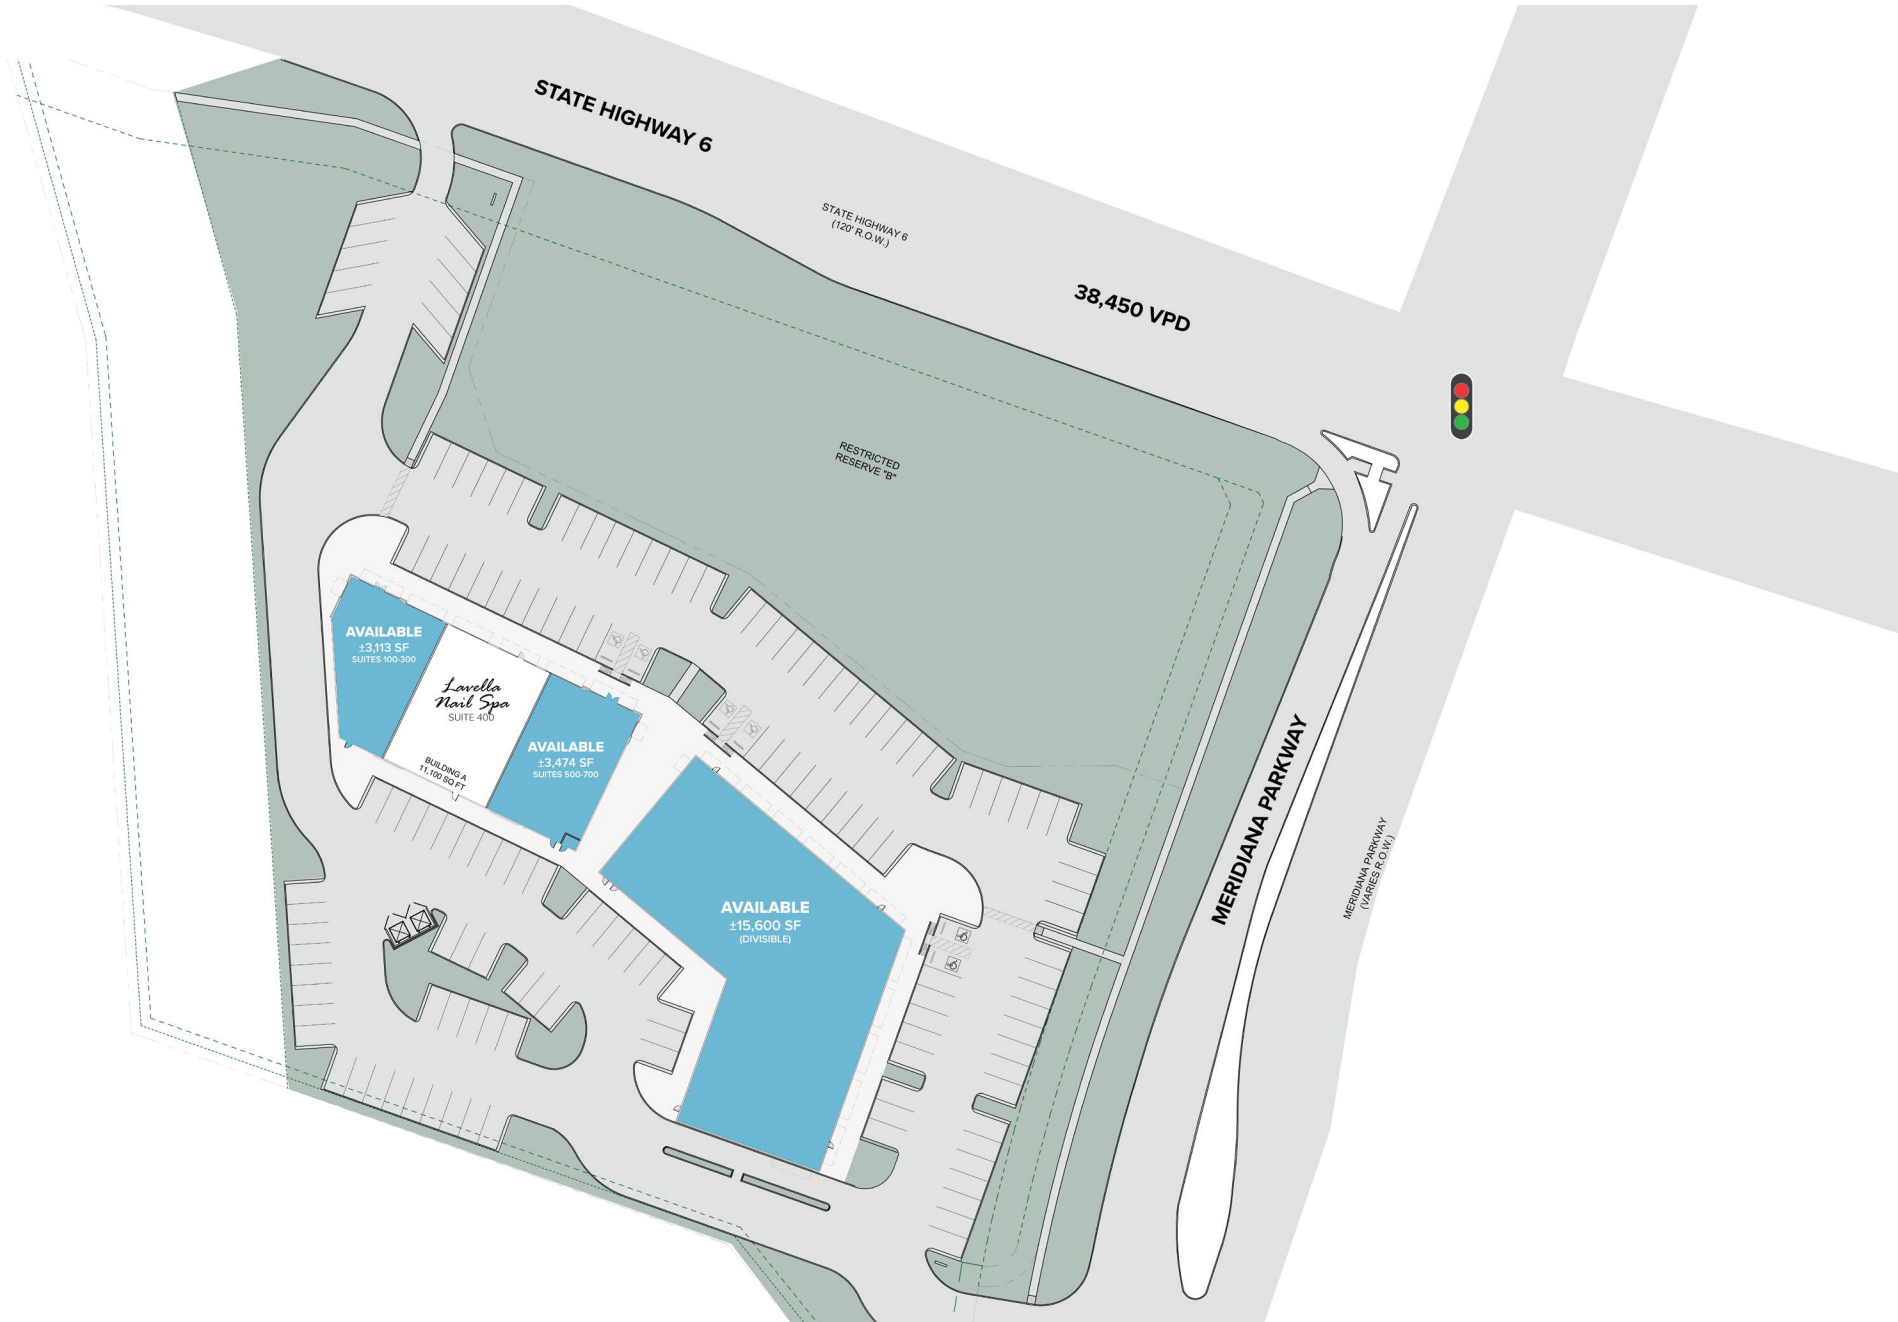 STATE HIGHWAY 6
STATE HIGHWAY 6
(120' R.O.W.)
38,450 VPD
RESTRICTED
RESERVE "B"
AVAILABLE
±3,113 SF
SUITES 100-300
Lavella
Nail Spa
SUITE 400
BUILDING A
11,100 SQ FT
AVAILABLE
±3,474 SF
SUITES 500-700
AVAILABLE
±15,600 SF
(DIVISIBLE)
MERIDIANA PARKWAY
MERIDIANA PARKWAY
(VARIES R.O.W.)